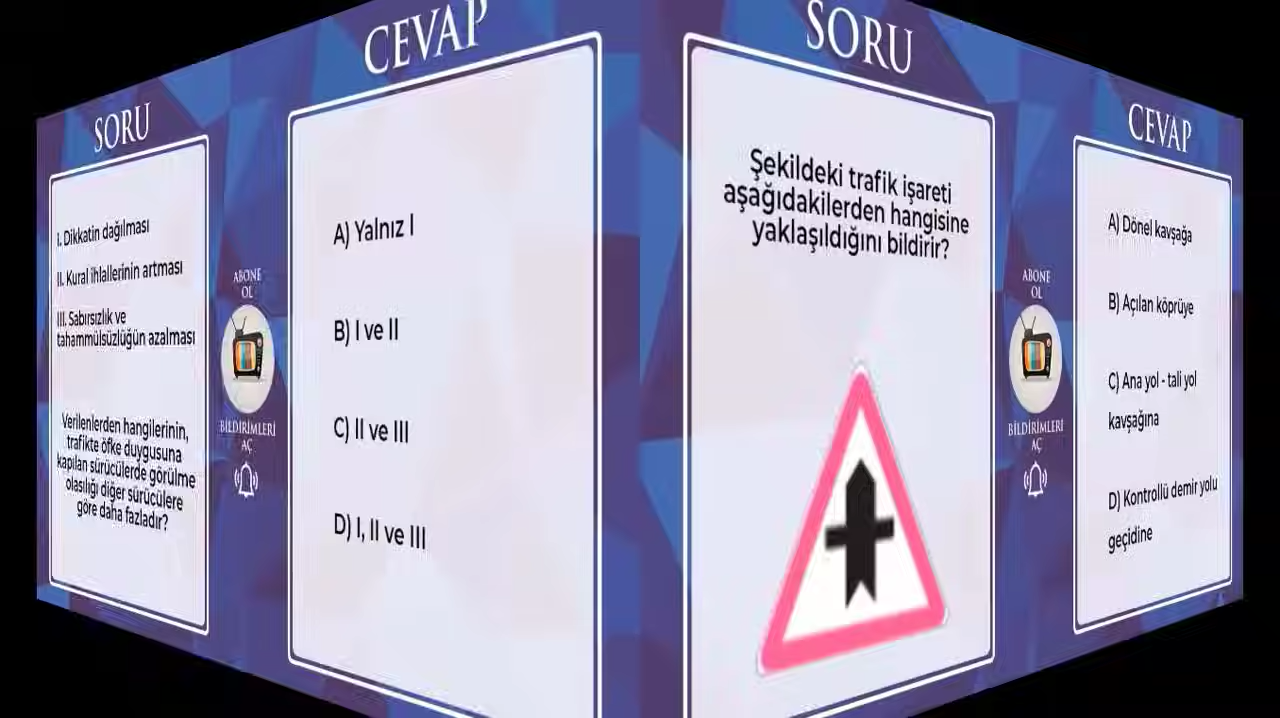 SORU
I. Dikkatin dağılması
II. Kural ihlallerinin artması
III. Sabırsızlık ve
tahammülsüzlüğün azalması
Verilenlerden hangilerinin,
trafikte öfke duygusuna
kapılan sürücülerde görülme
olasılığı diğer sürücülere
göre daha fazladır?
ABONE
OL
BİLDİRİMLERİ
AÇ
CEVAP
A) Yalnız I
B) I ve II
C) II ve III
D) I, II ve III
SORU
Şekildeki trafik işareti
aşağıdakilerden hangisine
yaklaşıldığını bildirir?
ABONE
OL
BİLDİRİMLERİ
AÇ
CEVAP
A) Dönel kavşağa
B) Açılan köprüye
C) Ana yol - tali yol
kavşağına
D) Kontrollü demir yolu
geçidine